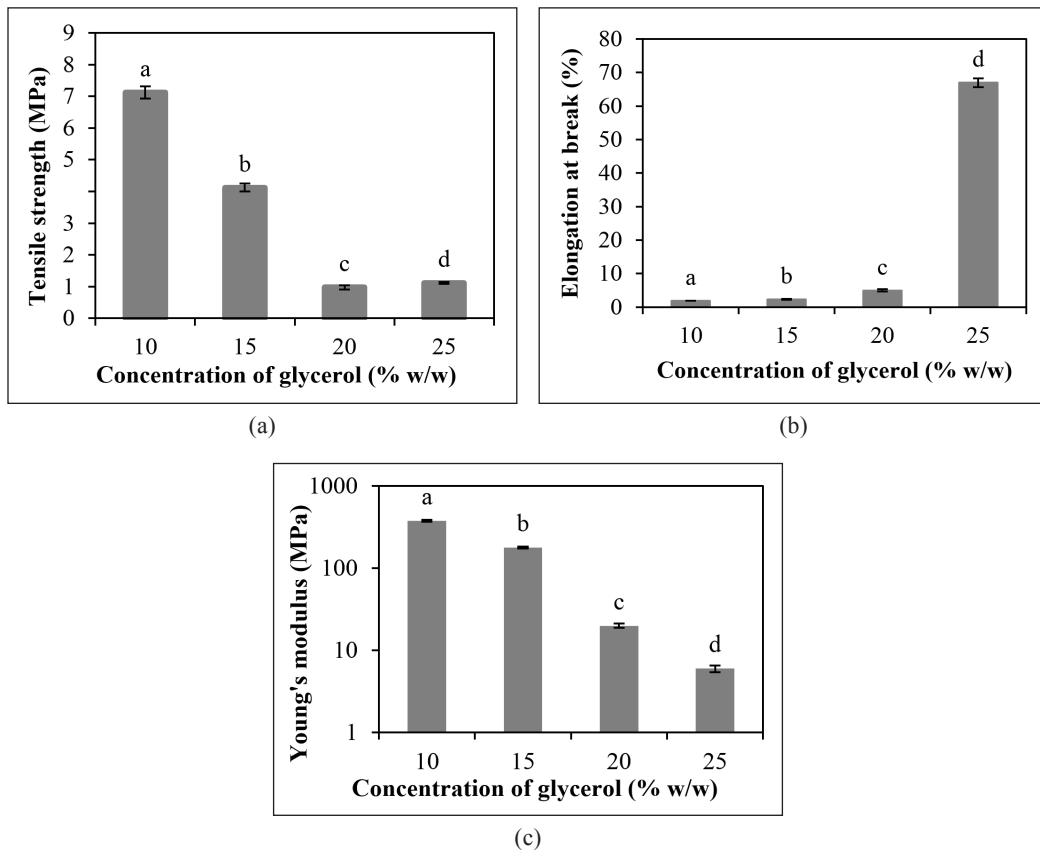 Tensile strength (MPa)
9
8
7
6
5
3
2
1
0
a
b
c
d
10 15 20 25
Concentration of glycerol (% w/w)
(a)
Elongation at break (%)
80
70
60
50
40
30
20
10
0
a
b
c
d
10 15 20 25
Concentration of glycerol (% w/w)
(b)
Young's modulus (MPa)
1000
100
10
1
a
b
c
d
10 15 20 25
Concentration of glycerol (% w/w)
(c)